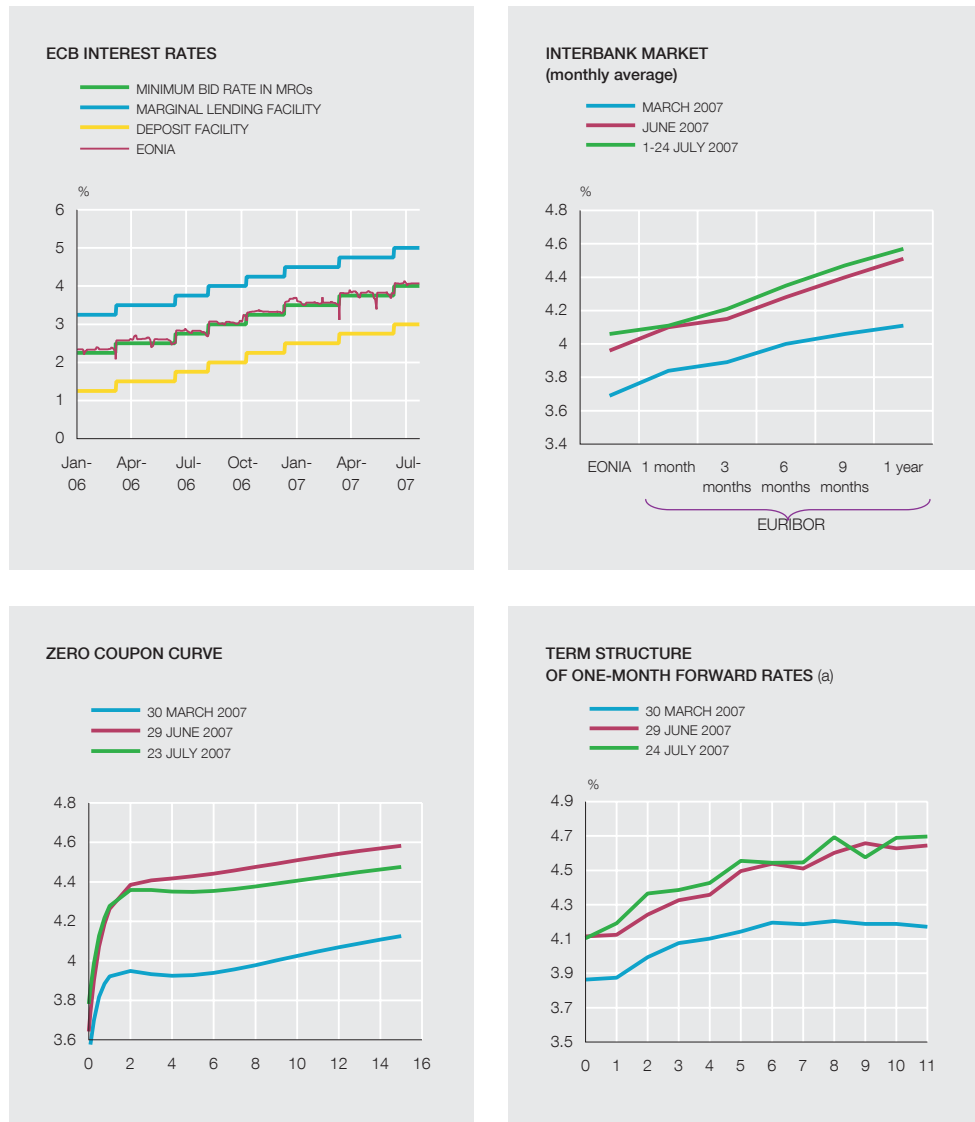 ECB INTEREST RATES
MINIMUM BID RATE IN MROs
MARGINAL LENDING FACILITY
DEPOSIT FACILITY
EONIA
%
6
5
4
3
2
1
0
Jan- Apr- Jul- Oct- Jan- Apr- Jul-
06 06 06 06 07 07 07
INTERBANK MARKET
(monthly average)
MARCH 2007
JUNE 2007
1-24 JULY 2007
%
4.8
4.6
4.4
4.2
4
3.8
3.6
3.4
EONIA 1 month 3 6 9 1 year
months months months
EURIBOR
ZERO COUPON CURVE
30 MARCH 2007
29 JUNE 2007
23 JULY 2007
4.8
4.6
4.4
4.2
4
3.8
3.6
0 2 4 6 8 10 12 14 16
TERM STRUCTURE
OF ONE-MONTH FORWARD RATES (a)
30 MARCH 2007
29 JUNE 2007
24 JULY 2007
%
4.9
4.7
4.5
4.3
4.1
3.9
3.7
3.5
0 1 2 3 4 5 6 7 8 9 10 11